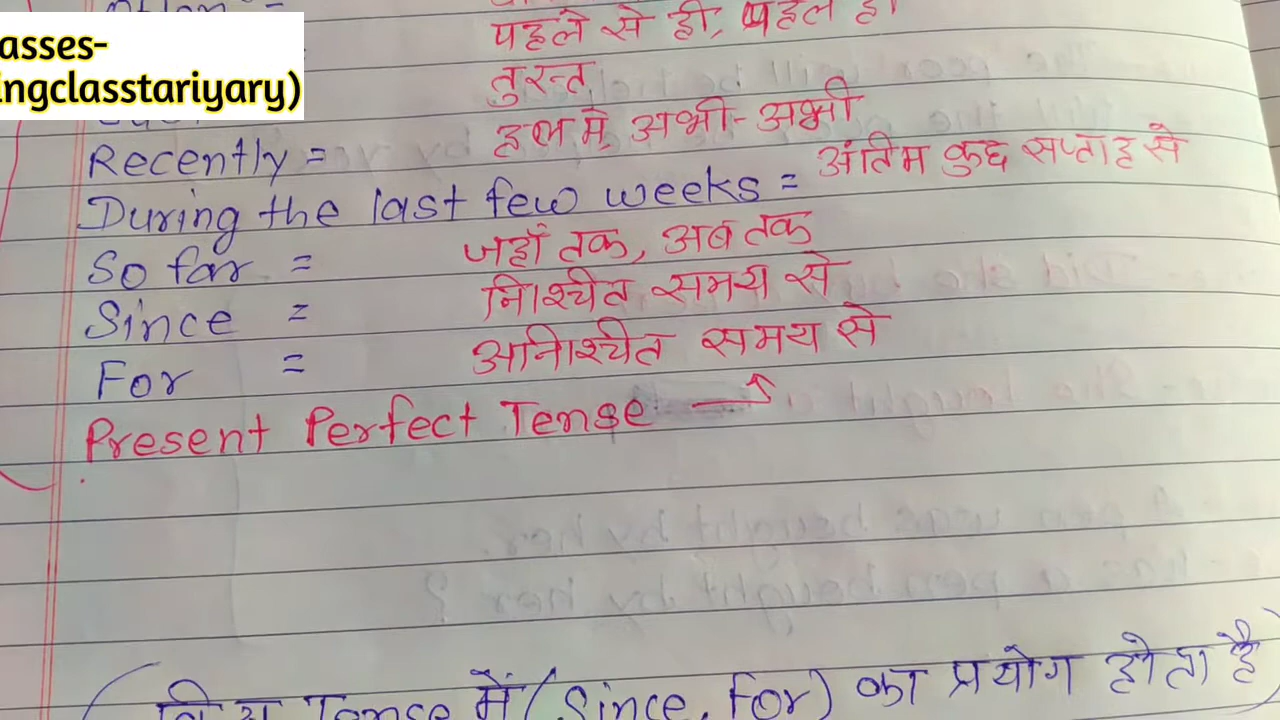 asses-
ingclasstariyary)
पहले से ही, पहले ही
तुरन्त
Recently = हाल में, अभी-अभी
During the last few weeks = अंतिम कुछ सप्ताह से
So far = जहाँ तक, अब तक
Since = निश्चीत समय से
For = अनिश्चीत समय से
Present Perfect Tense →
Tense में (Since, For) का प्रयोग होता है)